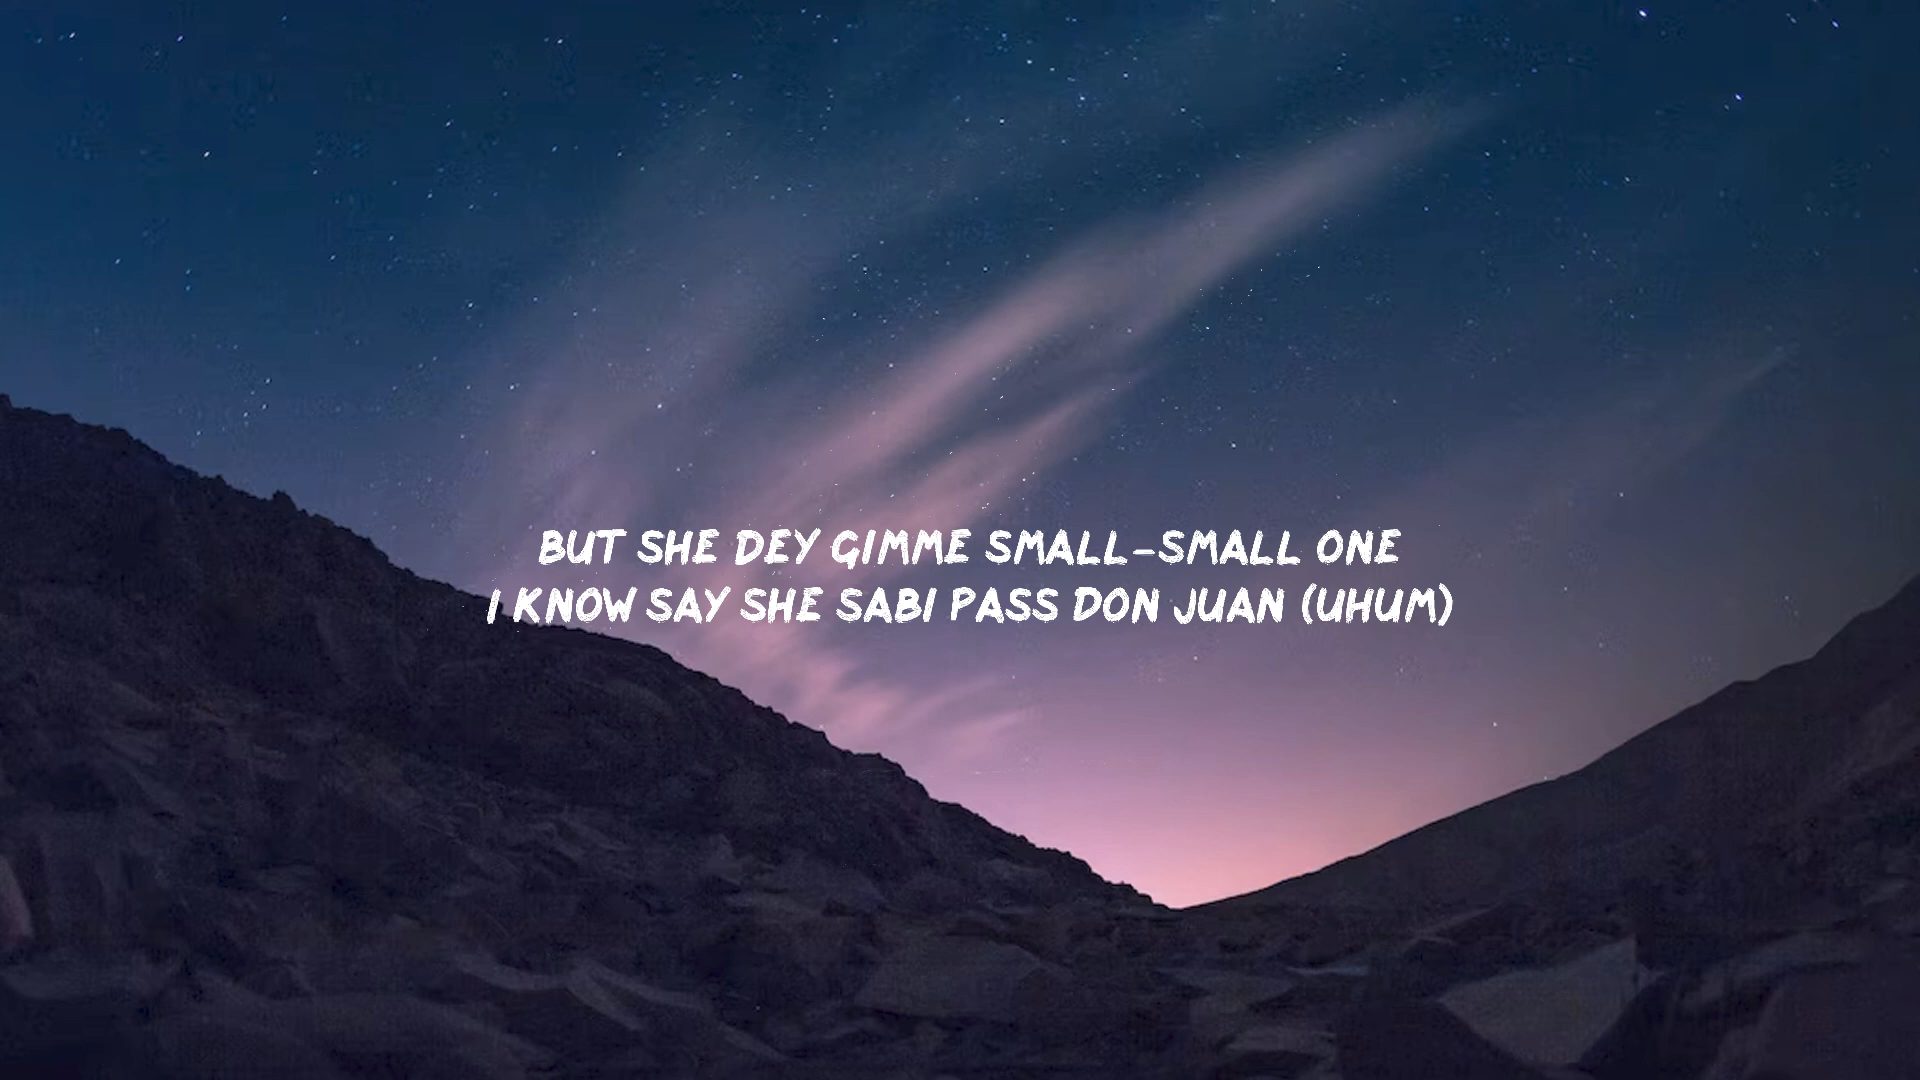 BUT SHE DEY GIMME SMALL-SMALL ONE
I KNOW SAY SHE SABI PASS DON JUAN (UHUM)